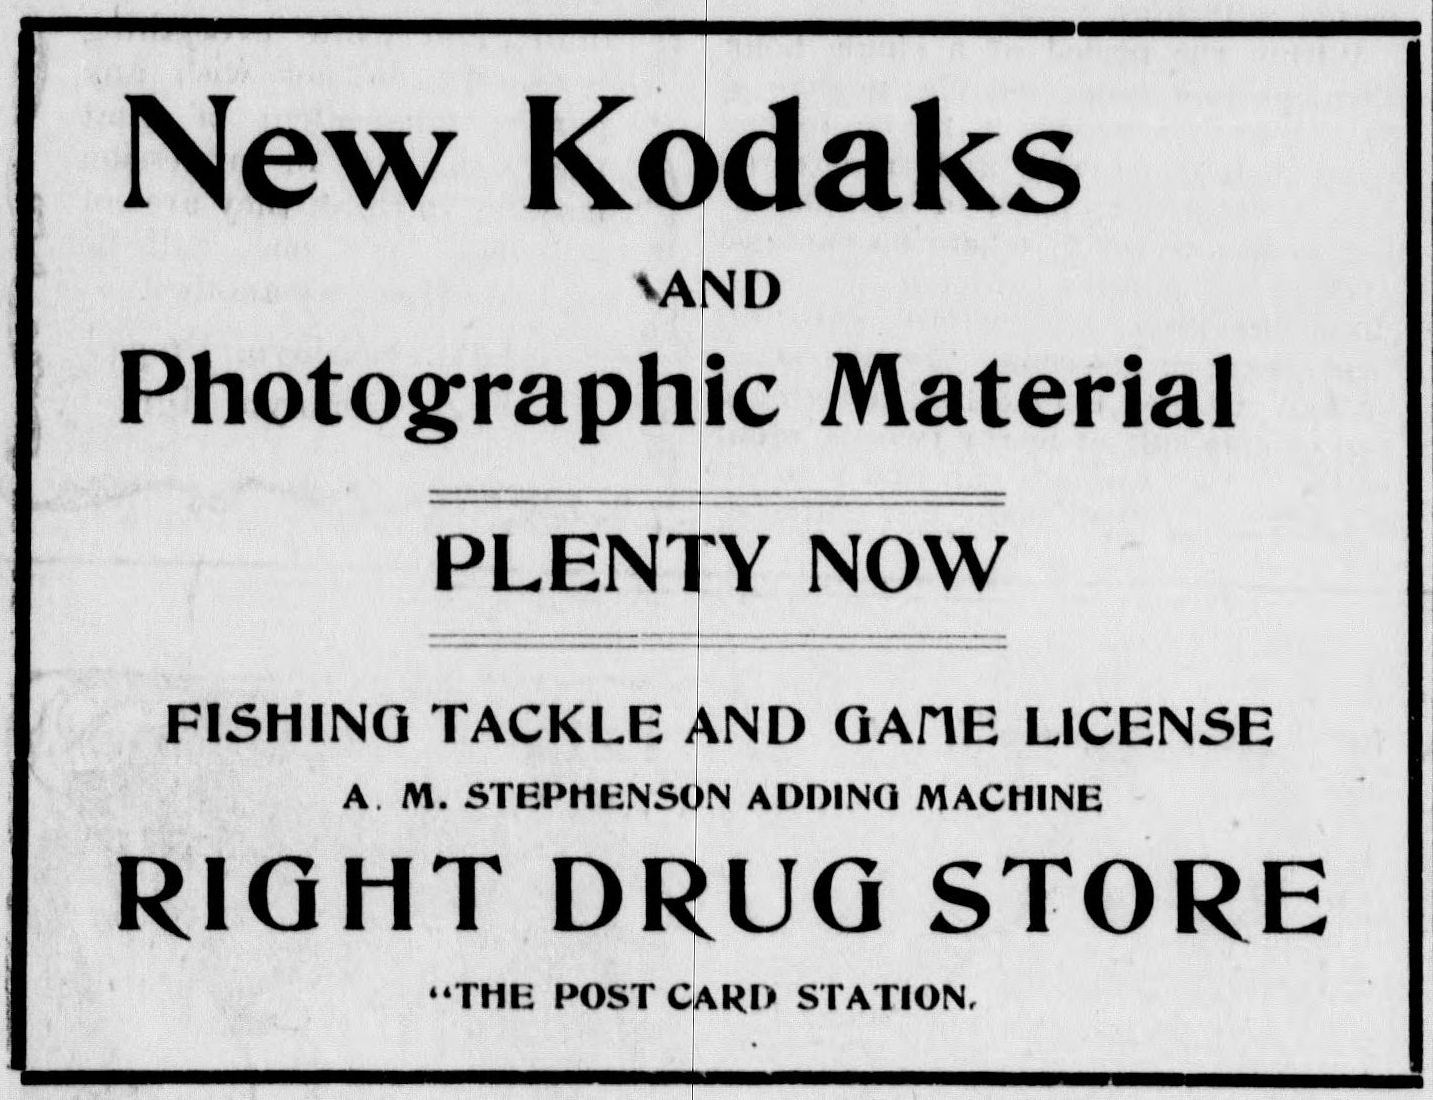 New Kodaks
AND
Photographic Material
PLENTY NOW
FISHING TACKLE AND GAME LICENSE
A. M. STEPHENSON ADDING MACHINE
RIGHT DRUG STORE
"THE POST CARD STATION.